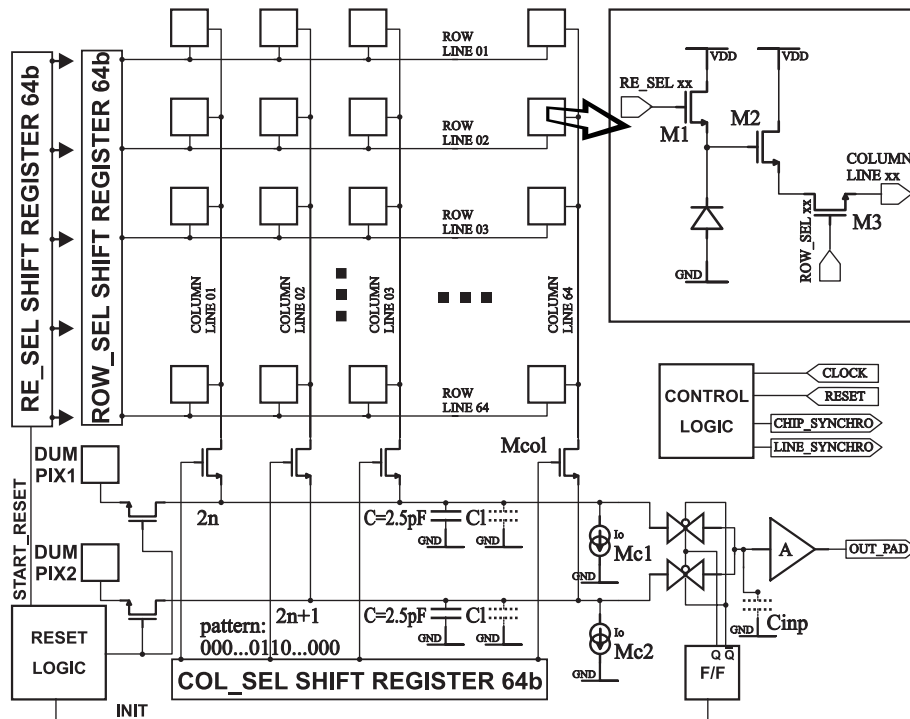 RE_SEL SHIFT REGISTER 64b
ROW_SEL SHIFT REGISTER 64b
ROW
LINE 01
ROW
LINE 02
ROW
LINE 03
ROW
LINE 64
COLUMN
LINE 01
COLUMN
LINE 02
COLUMN
LINE 03
COLUMN
LINE 64
VDD
VDD
RE_SEL xx
M1
M2
COLUMN
LINE xx
M3
ROW_SEL xx
GND
CONTROL
LOGIC
CLOCK
RESET
CHIP_SYNCHRO
LINE_SYNCHRO
Mcol
DUM
PIX1
2n
C=2.5pF
Cl
GND
GND
Io
Mc1
GND
A
OUT_PAD
START_RESET
DUM
PIX2
2n+1
C=2.5pF
Cl
GND
GND
Io
Mc2
GND
GND
Cinp
RESET
LOGIC
pattern:
000...0110...000
COL_SEL SHIFT REGISTER 64b
Q Q
F/F
INIT